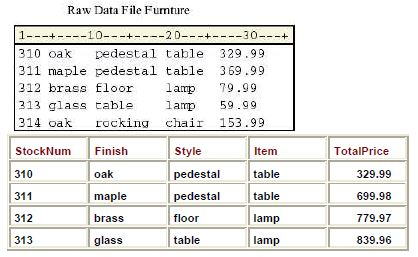 Raw Data File Furnture
1---+----10---+----20---+----30---+
310 oak pedestal table 329.99
311 maple pedestal table 369.99
312 brass floor lamp 79.99
313 glass table lamp 59.99
314 oak rocking chair 153.99
StockNum Finish Style Item TotalPrice
310 oak pedestal table 329.99
311 maple pedestal table 699.98
312 brass floor lamp 779.97
313 glass table lamp 839.96